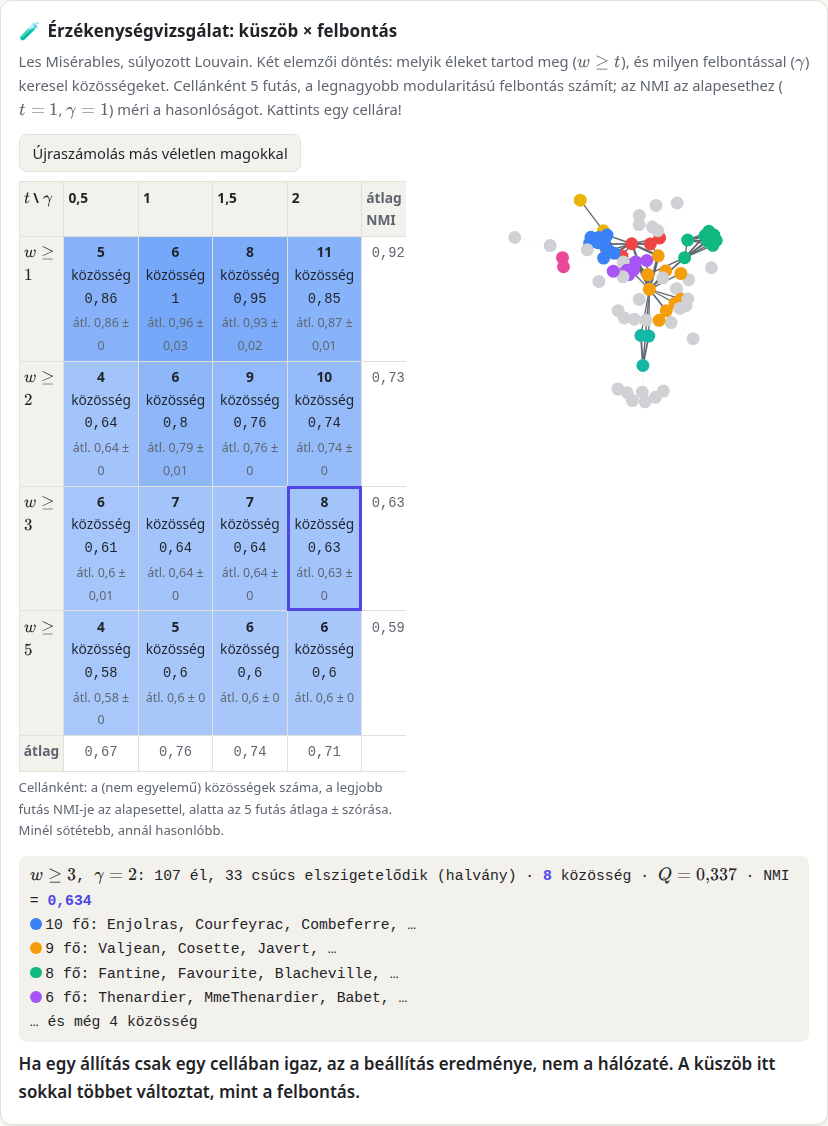 🧪 Érzékenységvizsgálat: küszöb × felbontás
Les Misérables, súlyozott Louvain. Két elemzői döntés: melyik éleket tartod meg (w ≥ t), és milyen felbontással (γ)
keresel közösségeket. Cellánként 5 futás, a legnagyobb modularitású felbontás számít; az NMI az alapesethez (
t = 1, γ = 1) méri a hasonlóságot. Kattints egy cellára!
Újraszámolás más véletlen magokkal
t \ γ 0,5 1 1,5 2 átlag
NMI
w ≥ 5 6 8 11 0,92
1 közösség közösség közösség közösség
0,86 1 0,95 0,85
átl. 0,86 ± átl. 0,96 ± átl. 0,93 ± átl. 0,87 ±
0 0,03 0,02 0,01
w ≥ 4 6 9 10 0,73
2 közösség közösség közösség közösség
0,64 0,8 0,76 0,74
átl. 0,64 ± átl. 0,79 ± átl. 0,76 ± átl. 0,74 ±
0 0,01 0 0
w ≥ 6 7 7 8 0,63
3 közösség közösség közösség közösség
0,61 0,64 0,64 0,63
átl. 0,6 ± átl. 0,64 ± átl. 0,64 ± átl. 0,63 ±
0,01 0 0 0
w ≥ 4 5 6 6 0,59
5 közösség közösség közösség közösség
0,58 0,6 0,6 0,6
átl. 0,58 ± átl. 0,6 ± 0 átl. 0,6 ± 0 átl. 0,6 ± 0
0
átlag 0,67 0,76 0,74 0,71
Cellánként: a (nem egyelemű) közösségek száma, a legjobb
futás NMI-je az alapesettel, alatta az 5 futás átlaga ± szórása.
Minél sötétebb, annál hasonlóbb.
w ≥ 3, γ = 2: 107 él, 33 csúcs elszigetelődik (halvány) · 8 közösség · Q = 0,337 · NMI
= 0,634
10 fő: Enjolras, Courfeyrac, Combeferre, …
9 fő: Valjean, Cosette, Javert, …
8 fő: Fantine, Favourite, Blacheville, …
6 fő: Thenardier, MmeThenardier, Babet, …
… és még 4 közösség
Ha egy állítás csak egy cellában igaz, az a beállítás eredménye, nem a hálózaté. A küszöb itt
sokkal többet változtat, mint a felbontás.